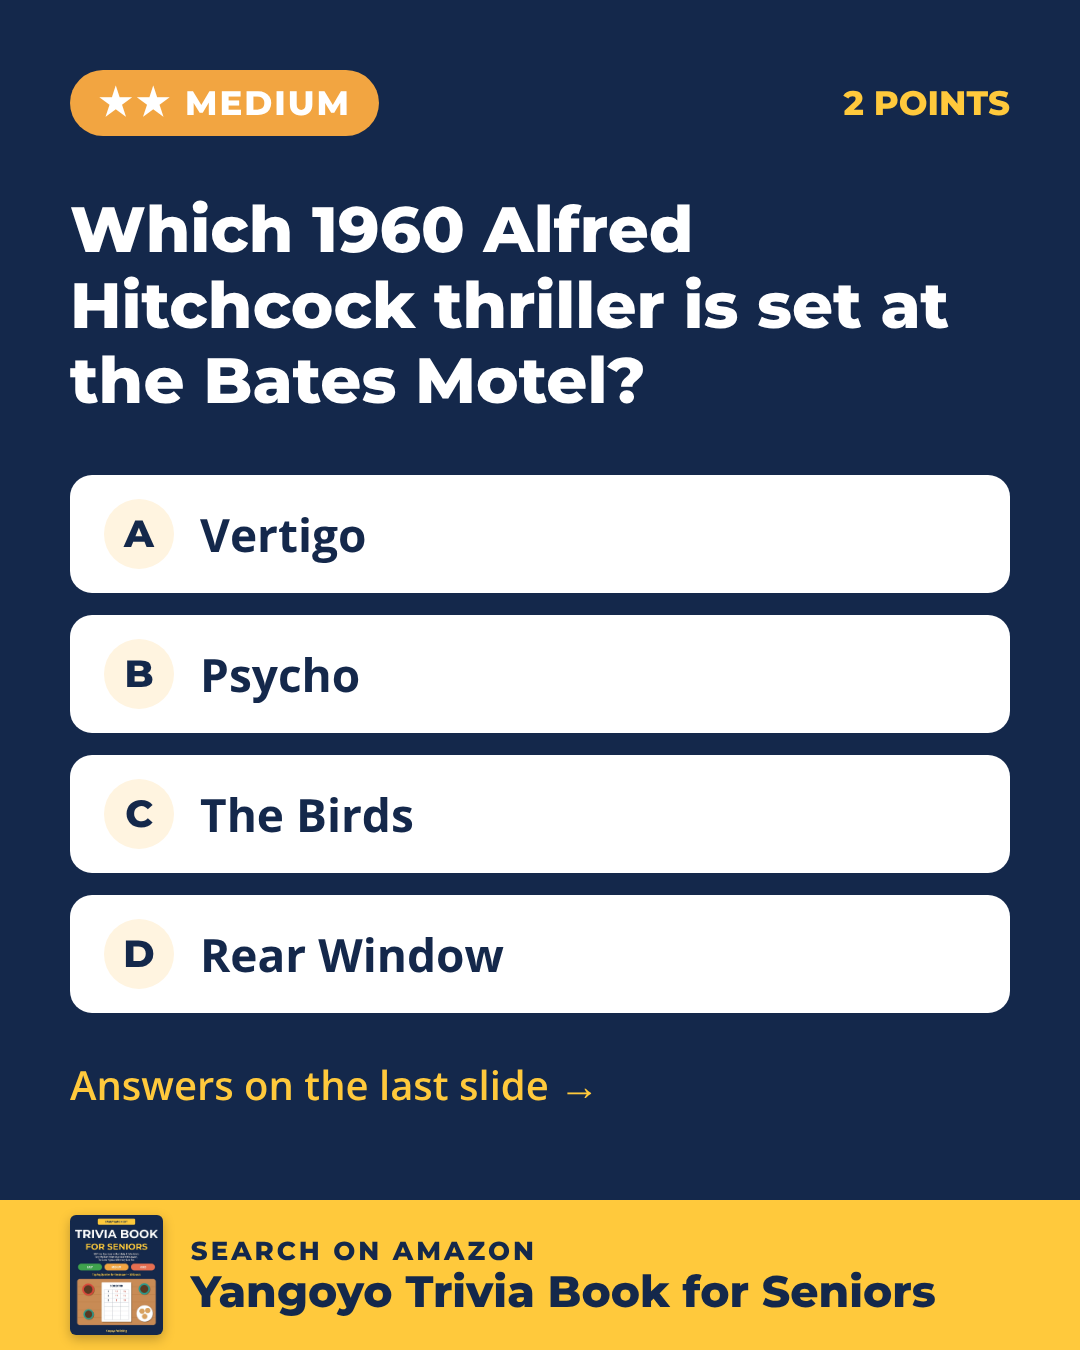 ★★ MEDIUM
2 POINTS
Which 1960 Alfred
Hitchcock thriller is set at
the Bates Motel?
A Vertigo
B Psycho
C The Birds
D Rear Window
Answers on the last slide →
TRIVIA BOOK
FOR SENIORS
SEARCH ON AMAZON
Yangoyo Trivia Book for Seniors